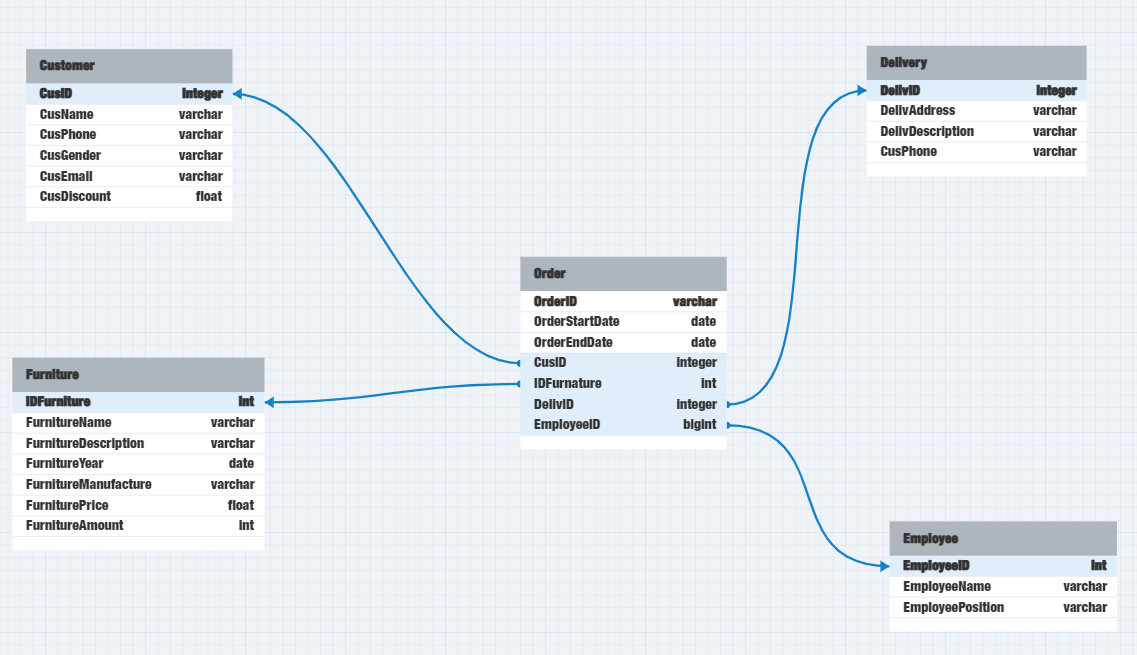 Customer
CusID integer
CusName varchar
CusPhone varchar
CusGender varchar
CusEmail varchar
CusDiscount float
Delivery
DelivID integer
DelivAddress varchar
DelivDescription varchar
CusPhone varchar
Order
OrderID varchar
OrderStartDate date
OrderEndDate date
CusID integer
IDFurnature int
DelivID integer
EmployeeID bigint
Furniture
IDFurniture int
FurnitureName varchar
FurnitureDescription varchar
FurnitureYear date
FurnitureManufacture varchar
FurniturePrice float
FurnitureAmount int
Employee
EmployeeID int
EmployeeName varchar
EmployeePosition varchar